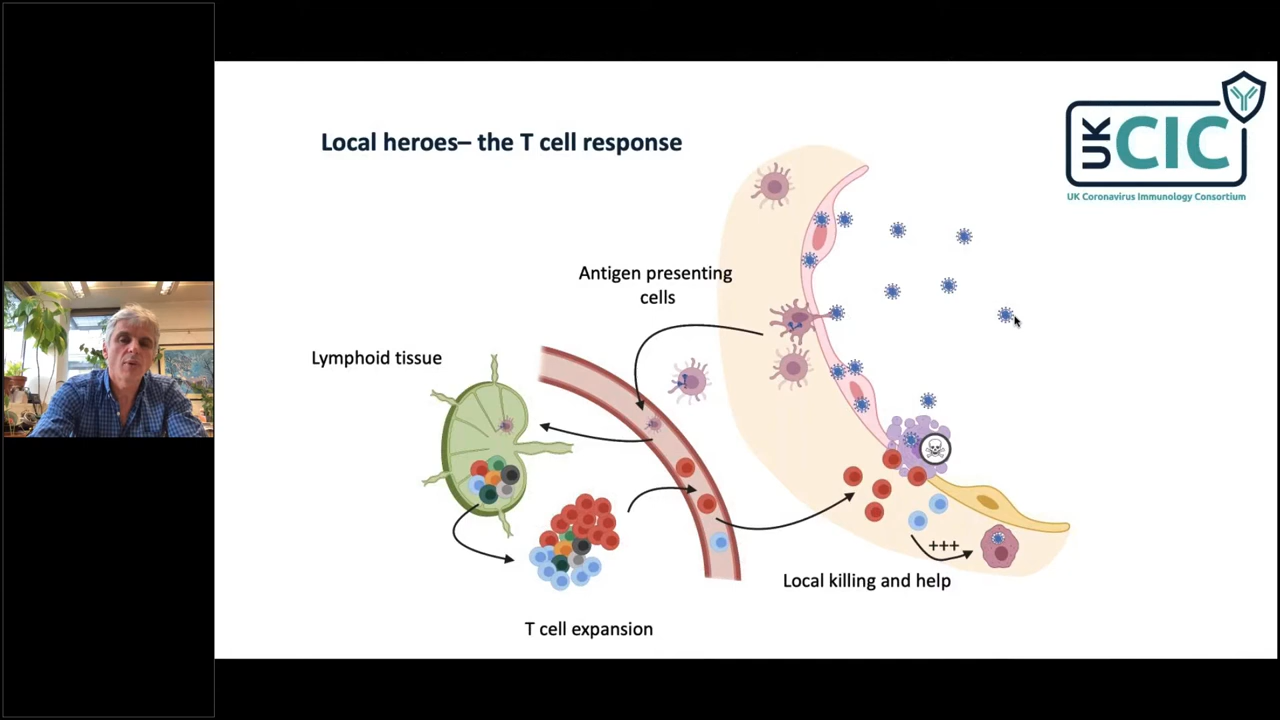 Local heroes– the T cell response
UK CIC
UK Coronavirus Immunology Consortium
Antigen presenting
cells
Lymphoid tissue
+++
Local killing and help
T cell expansion